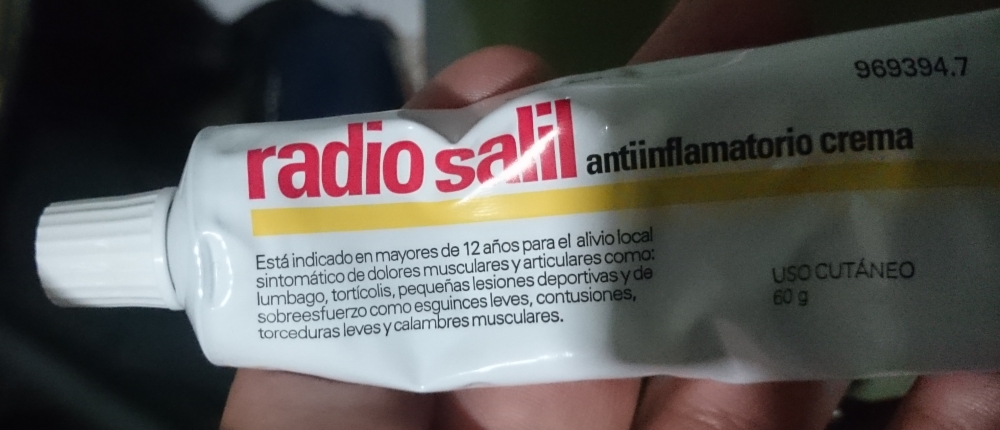 969394.7
radio salil antiinflamatorio crema
Está indicado en mayores de 12 años para el alivio local
sintomático de dolores musculares y articulares como:
lumbago, tortícolis, pequeñas lesiones deportivas y de
sobreesfuerzo como esguinces leves, contusiones,
torceduras leves y calambres musculares.
USO CUTÁNEO
60 g